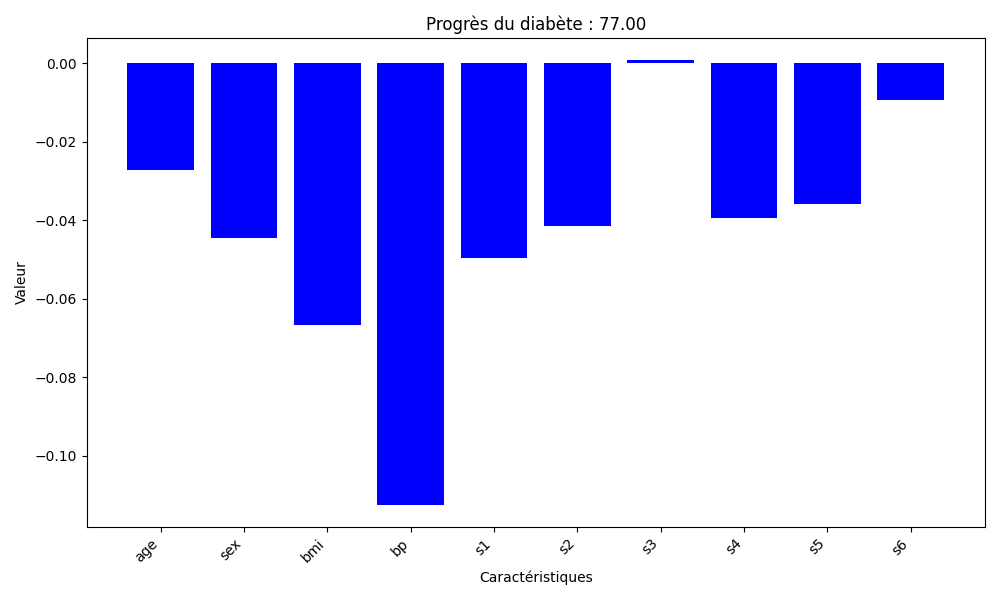 Progrès du diabète : 77.00
Valeur
0.00
−0.02
−0.04
−0.06
−0.08
−0.10
age
sex
bmi
bp
s1
s2
s3
s4
s5
s6
Caractéristiques